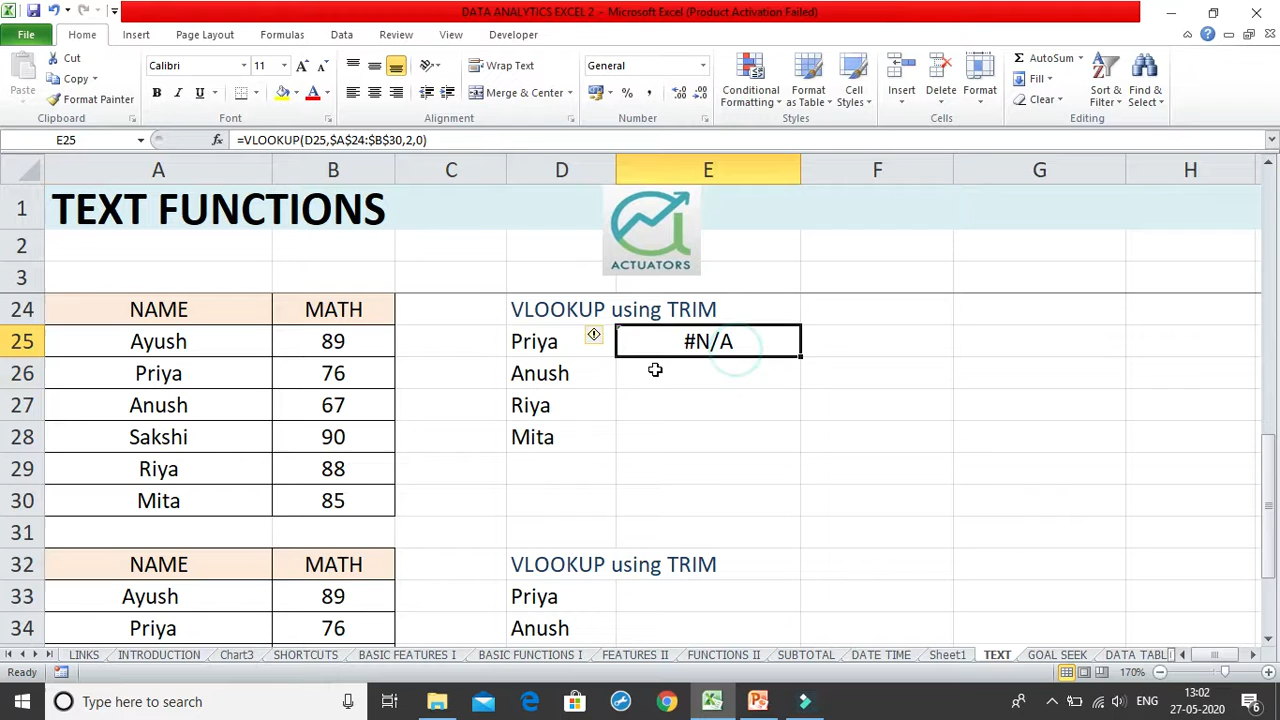 DATA ANALYTICS EXCEL 2 - Microsoft Excel (Product Activation Failed)
File Home Insert Page Layout Formulas Data Review View Developer
Paste
Cut
Copy
Format Painter
Clipboard
Calibri 11
B I U
Font
Wrap Text
Merge & Center
Alignment
General
Number
Conditional Formatting
Format as Table
Cell Styles
Styles
Insert Delete Format
Cells
AutoSum
Fill
Clear
Sort & Filter
Find & Select
Editing
E25 fx =VLOOKUP(D25,$A$24:$B$30,2,0)
A B C D E F G H
1 TEXT FUNCTIONS
ACTUATORS
2
3
24 NAME MATH VLOOKUP using TRIM
25 Ayush 89 Priya #N/A
26 Priya 76 Anush
27 Anush 67 Riya
28 Sakshi 90 Mita
29 Riya 88
30 Mita 85
31
32 NAME MATH VLOOKUP using TRIM
33 Ayush 89 Priya
34 Priya 76 Anush
LINKS INTRODUCTION Chart3 SHORTCUTS BASIC FEATURES I BASIC FUNCTIONS I FEATURES II FUNCTIONS II SUBTOTAL DATE TIME Sheet1 TEXT GOAL SEEK DATA TABL
Ready 170%
Type here to search
ENG
13:02
27-05-2020
6